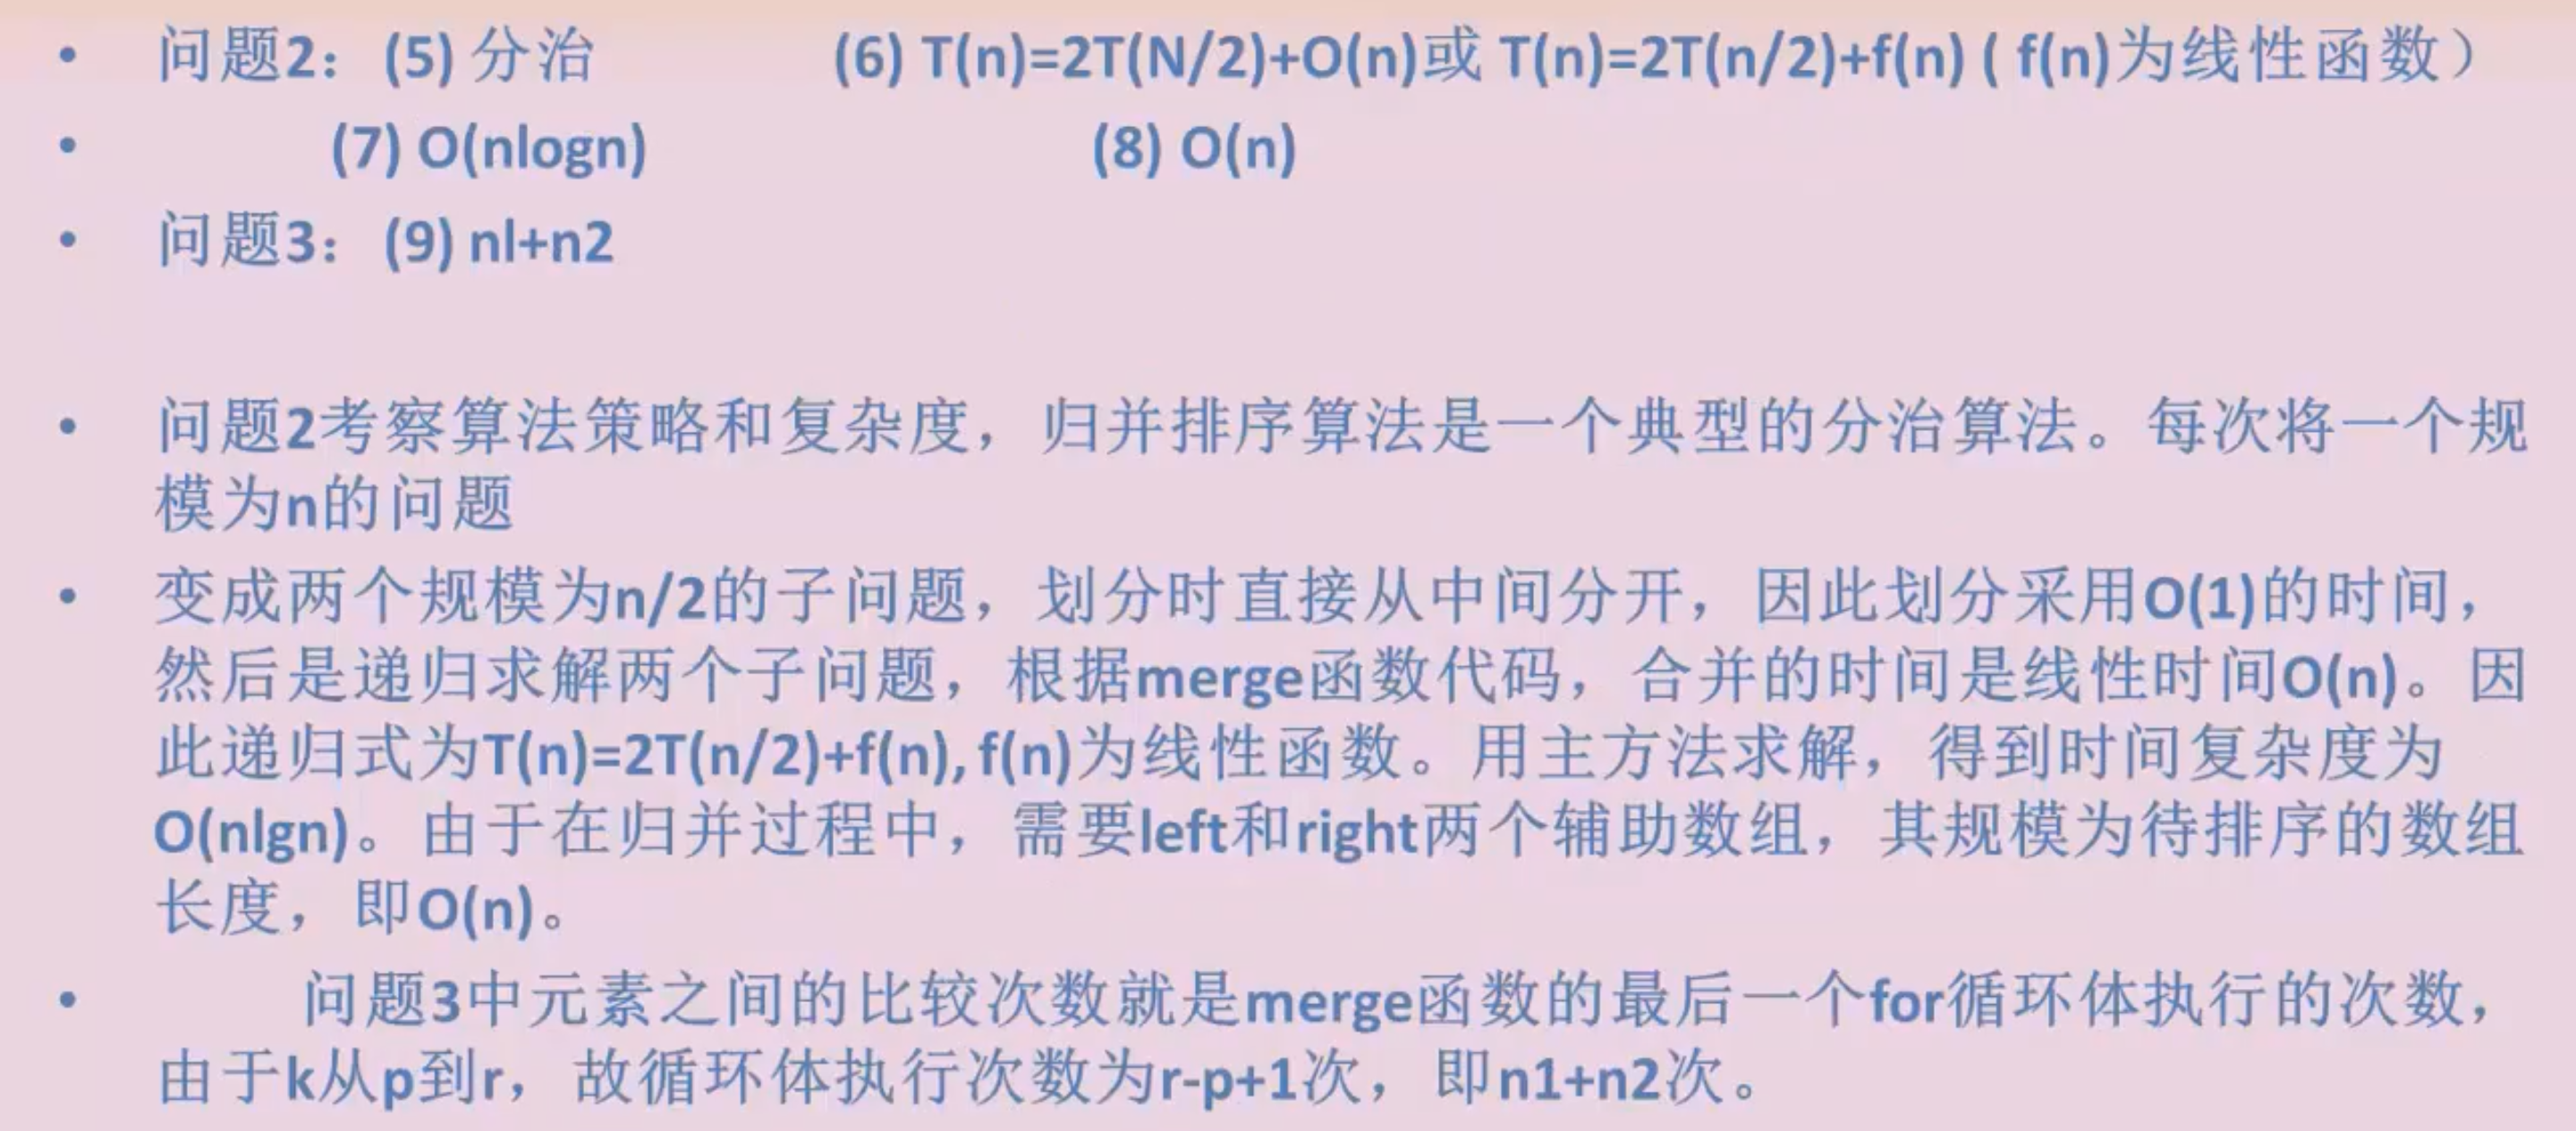 • 问题2：(5) 分治 (6) T(n)=2T(N/2)+O(n)或 T(n)=2T(n/2)+f(n) ( f(n)为线性函数）
• (7) O(nlogn) (8) O(n)
• 问题3：(9) nl+n2
• 问题2考察算法策略和复杂度，归并排序算法是一个典型的分治算法。每次将一个规
模为n的问题
• 变成两个规模为n/2的子问题，划分时直接从中间分开，因此划分采用O(1)的时间，
然后是递归求解两个子问题，根据merge函数代码，合并的时间是线性时间O(n)。因
此递归式为T(n)=2T(n/2)+f(n), f(n)为线性函数。用主方法求解，得到时间复杂度为
O(nlgn)。由于在归并过程中，需要left和right两个辅助数组，其规模为待排序的数组
长度，即O(n)。
• 问题3中元素之间的比较次数就是merge函数的最后一个for循环体执行的次数，
由于k从p到r，故循环体执行次数为r-p+1次，即n1+n2次。